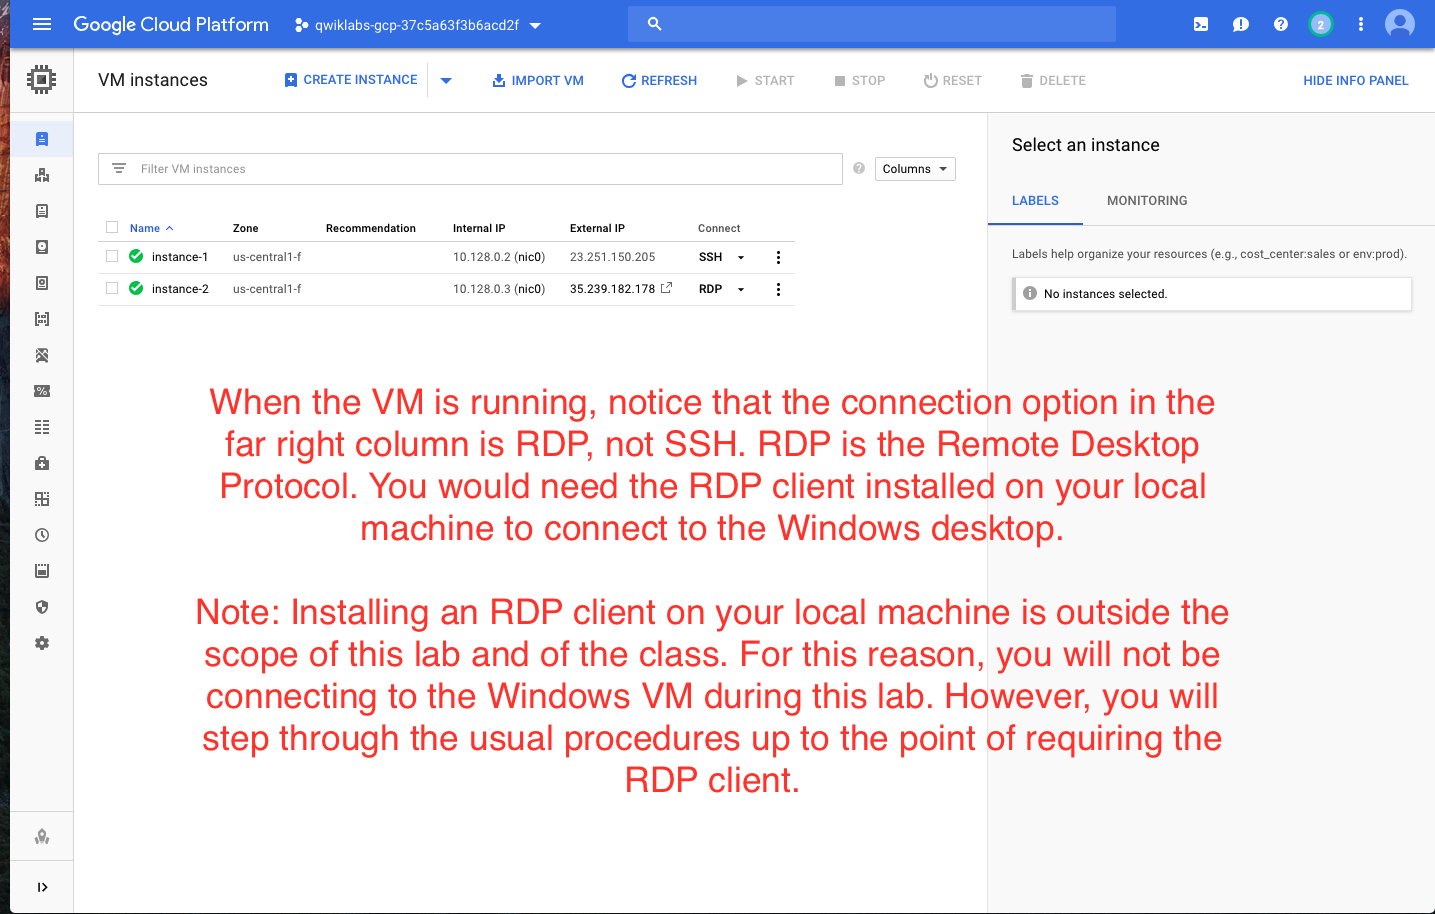 Google Cloud Platform
qwiklabs-gcp-37c5a63f3b6acd2f
2
VM instances
CREATE INSTANCE
IMPORT VM
REFRESH
START
STOP
RESET
DELETE
HIDE INFO PANEL
Filter VM instances
Columns
Name Zone Recommendation Internal IP External IP Connect
instance-1 us-central1-f 10.128.0.2 (nic0) 23.251.150.205 SSH
instance-2 us-central1-f 10.128.0.3 (nic0) 35.239.182.178 RDP
Select an instance
LABELS MONITORING
Labels help organize your resources (e.g., cost_center:sales or env:prod).
No instances selected.
When the VM is running, notice that the connection option in the
far right column is RDP, not SSH. RDP is the Remote Desktop
Protocol. You would need the RDP client installed on your local
machine to connect to the Windows desktop.
Note: Installing an RDP client on your local machine is outside the
scope of this lab and of the class. For this reason, you will not be
connecting to the Windows VM during this lab. However, you will
step through the usual procedures up to the point of requiring the
RDP client.